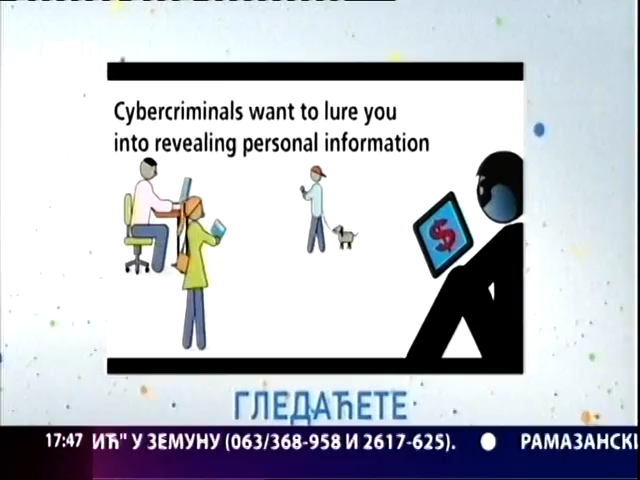 Cybercriminals want to lure you
into revealing personal information
$
ГЛЕДАЋЕТЕ
17:47 ИЋ" У ЗЕМУНУ (063/368-958 И 2617-625). РАМАЗАНСКИ